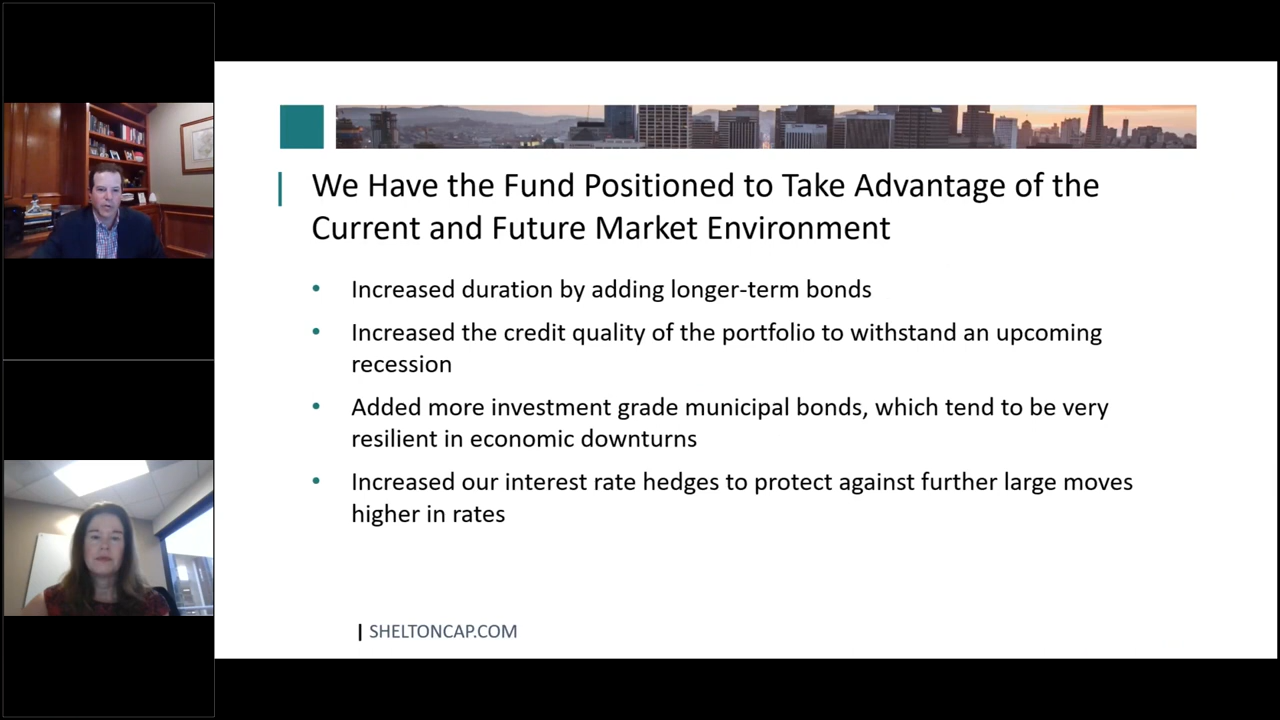 We Have the Fund Positioned to Take Advantage of the
Current and Future Market Environment
• Increased duration by adding longer-term bonds
• Increased the credit quality of the portfolio to withstand an upcoming
recession
• Added more investment grade municipal bonds, which tend to be very
resilient in economic downturns
• Increased our interest rate hedges to protect against further large moves
higher in rates
| SHELTONCAP.COM